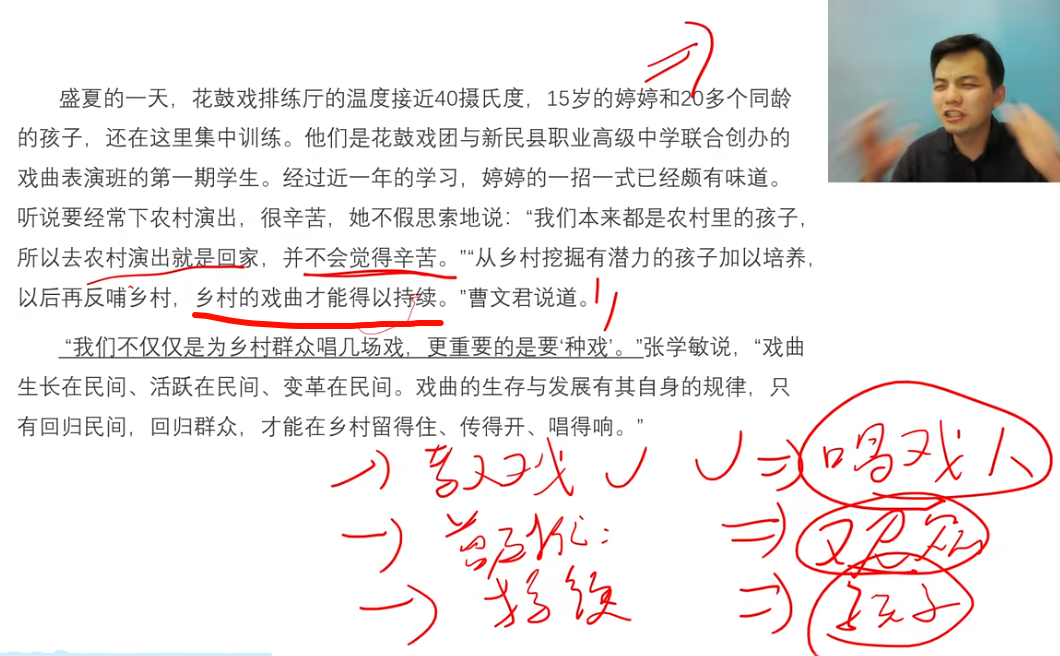 盛夏的一天，花鼓戏排练厅的温度接近40摄氏度，15岁的婷婷和20多个同龄
的孩子，还在这里集中训练。他们是花鼓戏团与新民县职业高级中学联合创办的
戏曲表演班的第一期学生。经过近一年的学习，婷婷的一招一式已经颇有味道。
听说要经常下农村演出，很辛苦，她不假思索地说：“我们本来都是农村里的孩子，
所以去农村演出就是回家，并不会觉得辛苦。”“从乡村挖掘有潜力的孩子加以培养，
以后再反哺乡村，乡村的戏曲才能得以持续。”曹文君说道。
“我们不仅仅是为乡村群众唱几场戏，更重要的是要‘种戏’。”张学敏说，“戏曲
生长在民间、活跃在民间、变革在民间。戏曲的生存与发展有其自身的规律，只
有回归民间，回归群众，才能在乡村留得住、传得开、唱得响。”
唱戏人
观众
持续 孩子